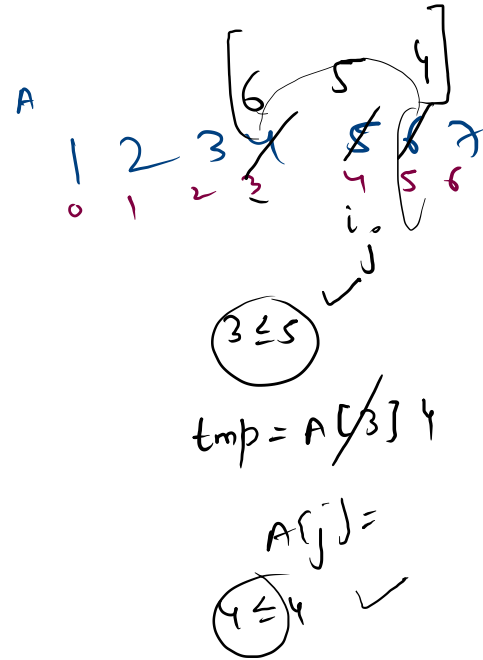 [ 6 5 4 ]
A
1 2 3 4 5 6 7
0 1 2 3 4 5 6
i j
3 ≤ 5 ✓
tmp = A[3] 4
A[j] =
4 ≤ 4 ✓